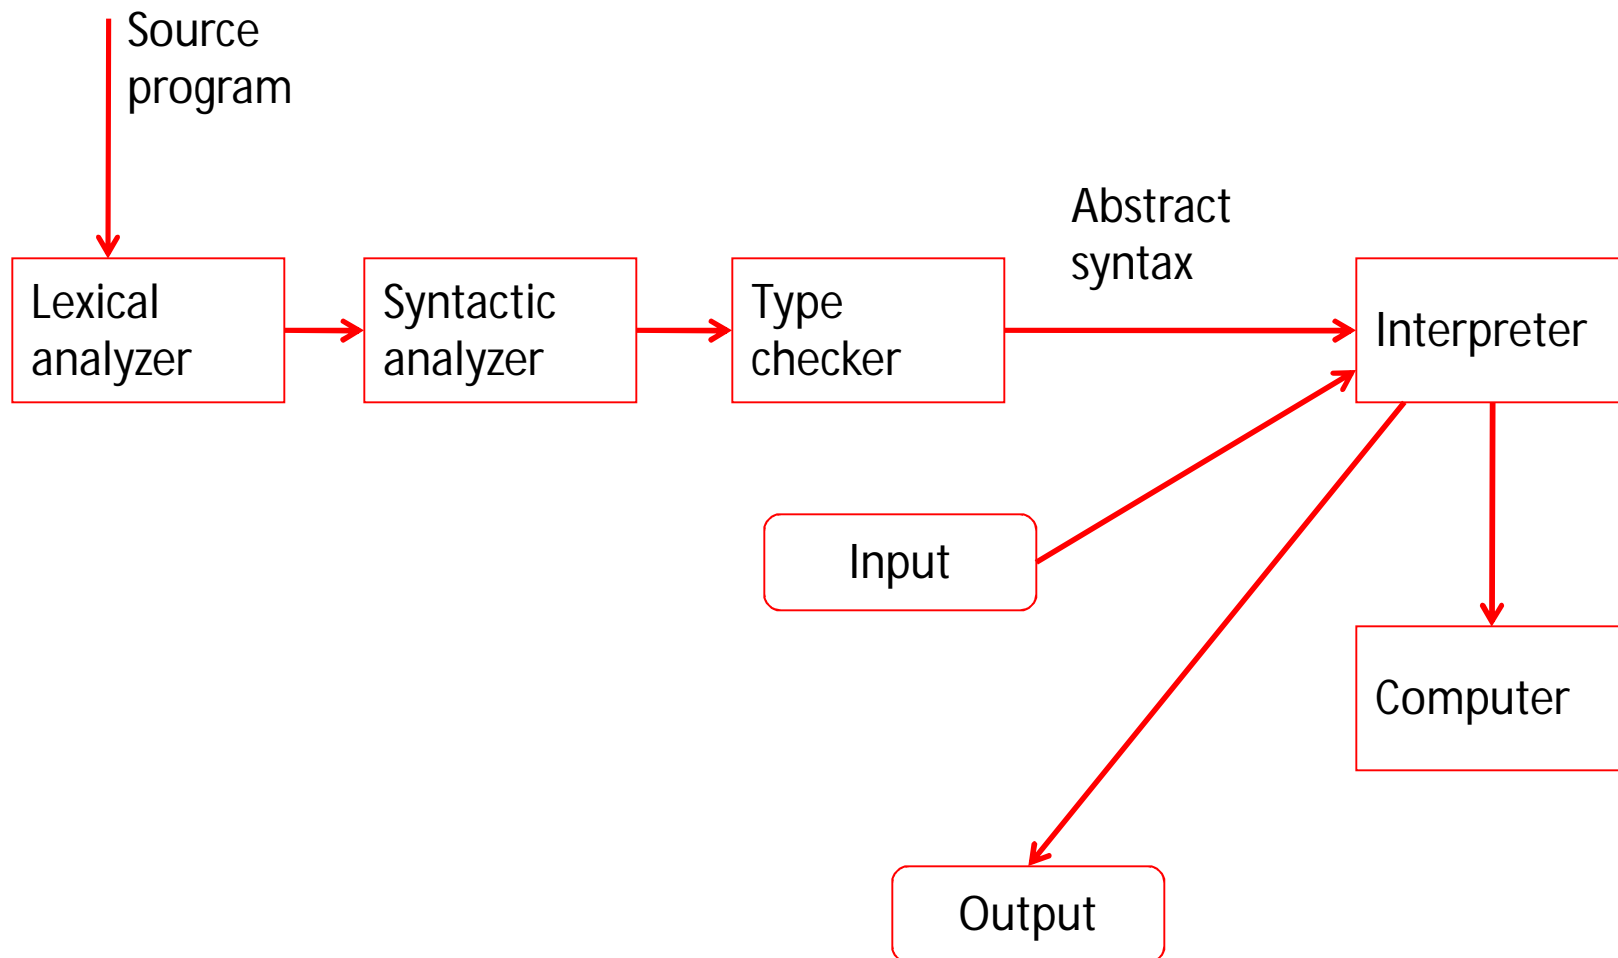 Source
program
Abstract
syntax
Lexical
analyzer
Syntactic
analyzer
Type
checker
Interpreter
Input
Computer
Output